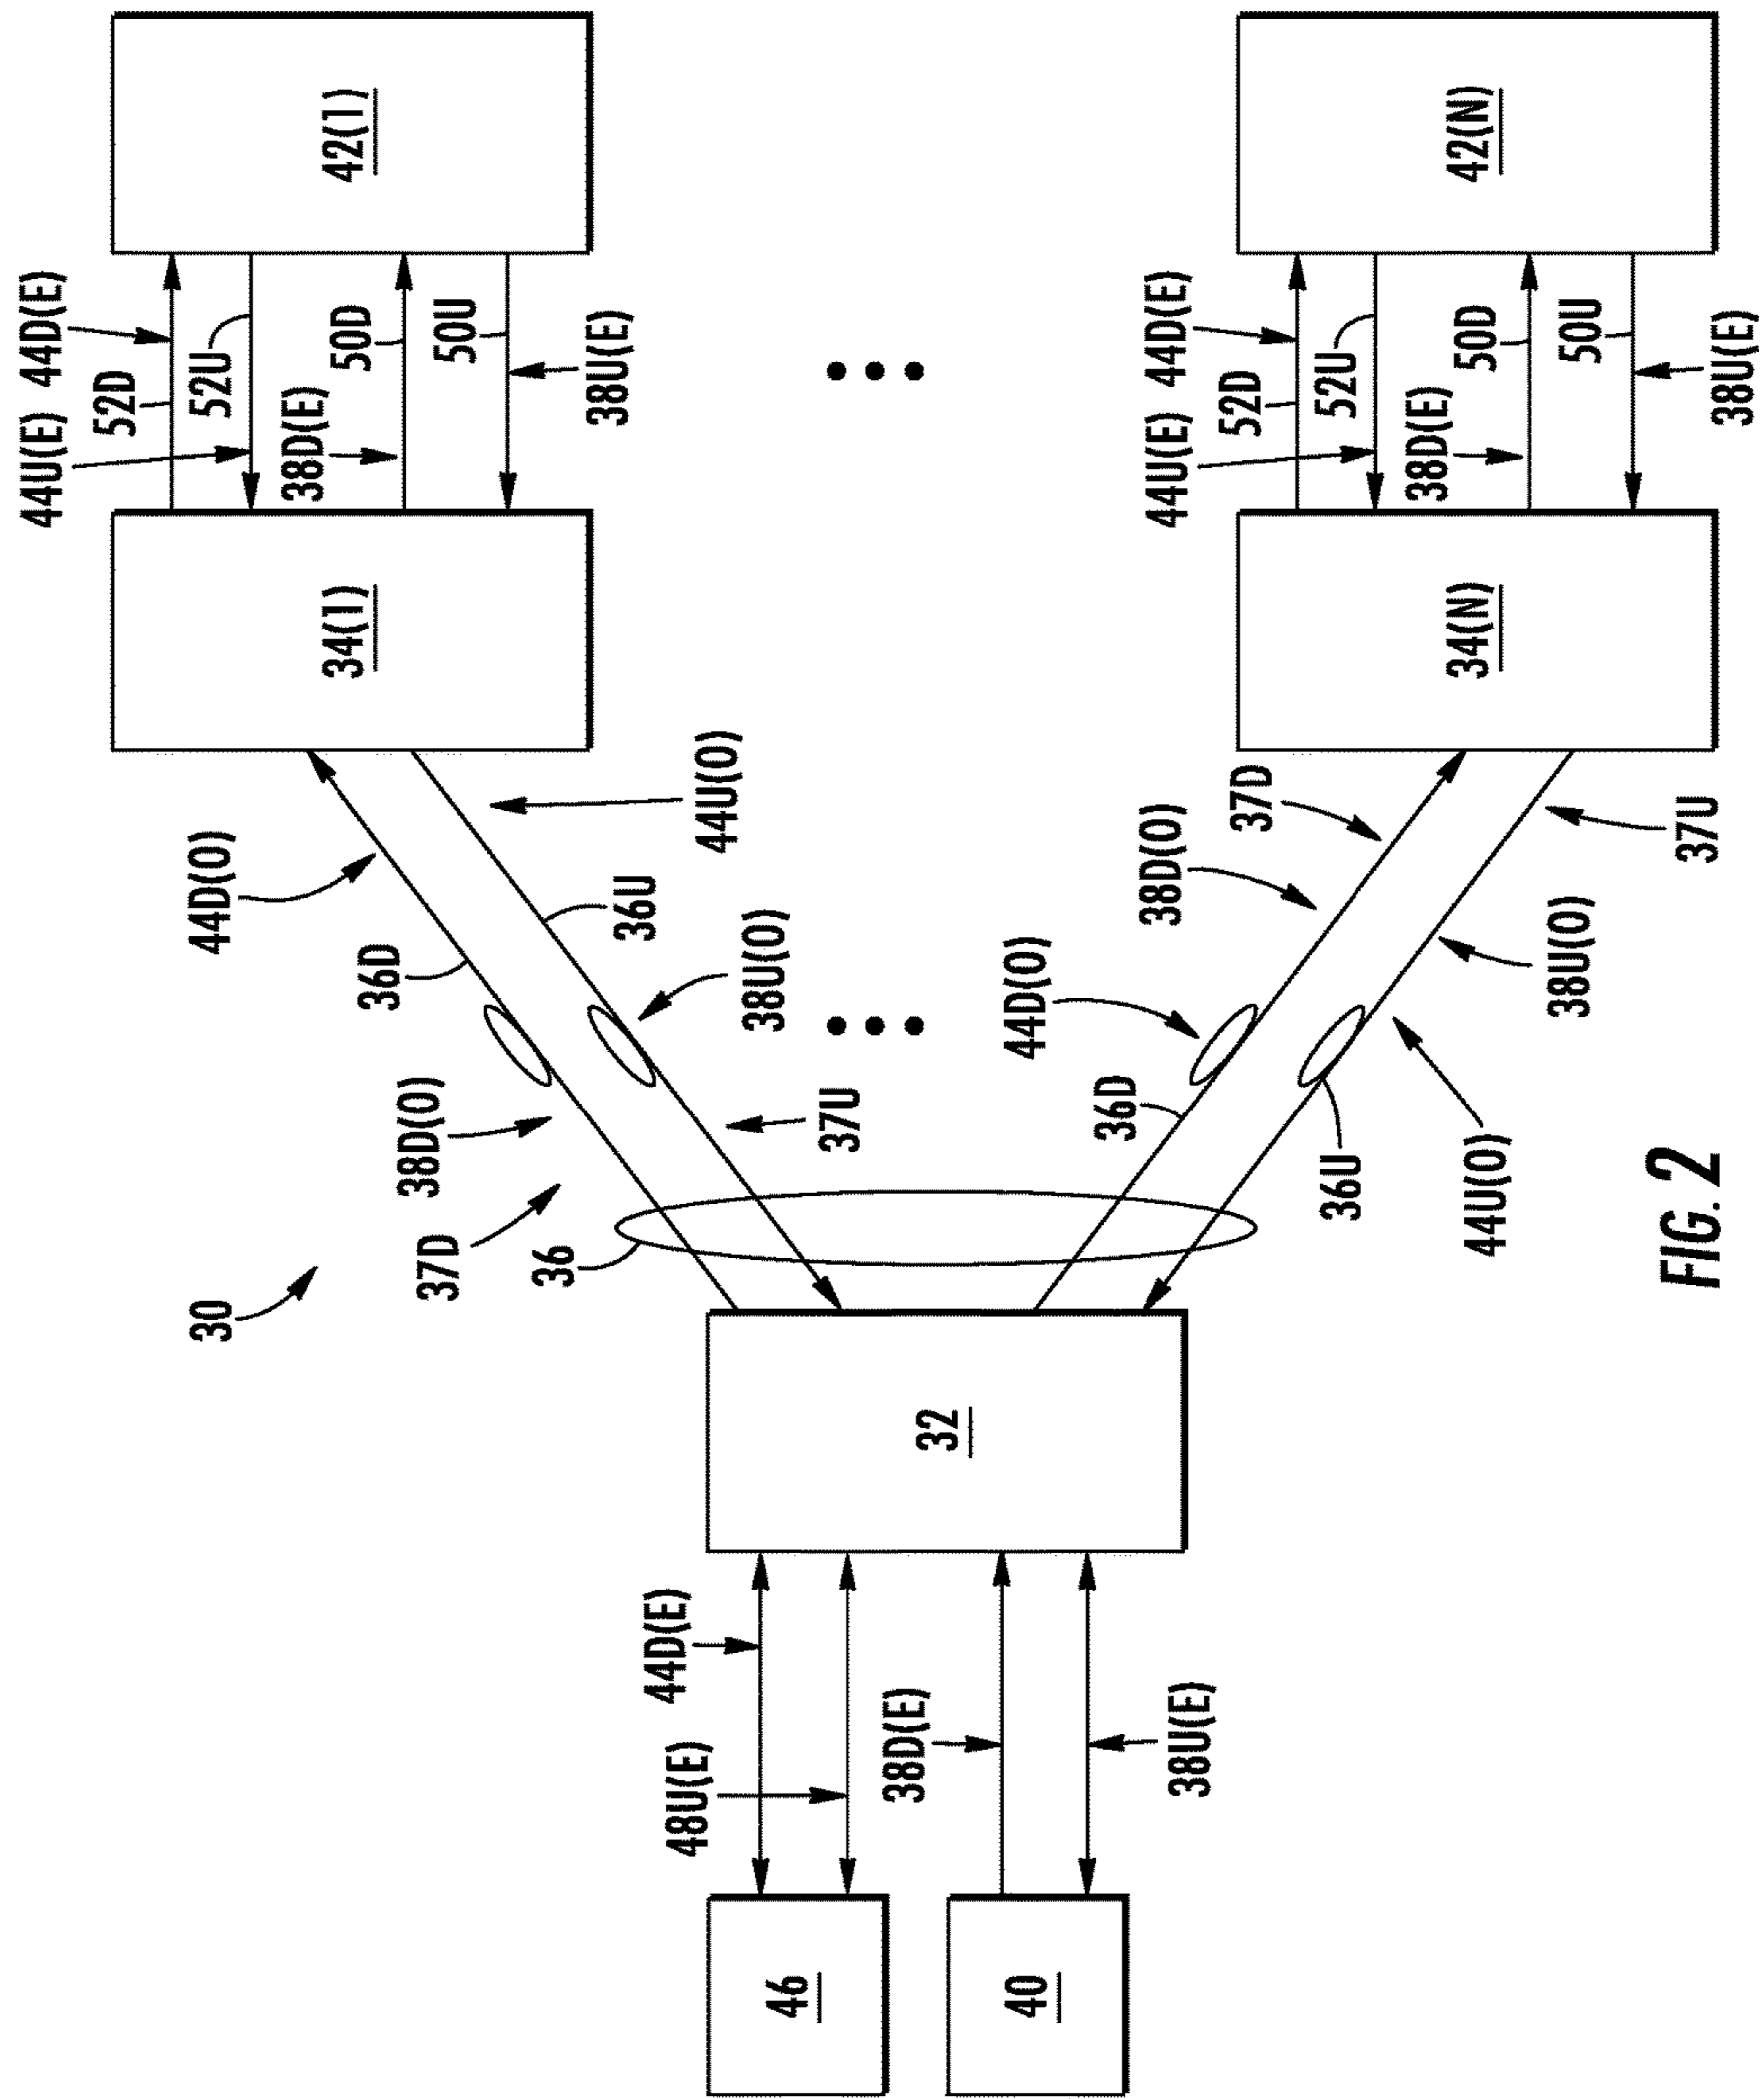 42(1)
44D(E)
52D
44U(E)
52U
38D(E)
50D
50U
38U(E)
34(1)
44D(O)
44U(O)
36D
36U
38D(O)
38U(O)
37D
37U
30
36
32
44D(E)
48U(E)
38D(E)
38U(E)
46
40
42(N)
44D(E)
52D
44U(E)
52U
38D(E)
50D
50U
38U(E)
34(N)
37D
38D(O)
37U
44D(O)
38U(O)
36D
36U
44U(O)
FIG. 2